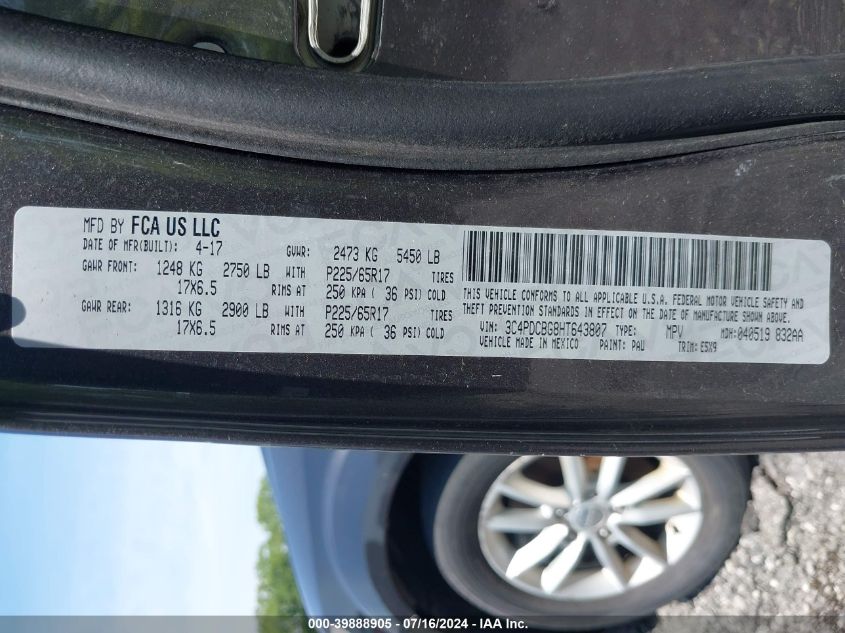 MFD BY FCA US LLC
DATE OF MFR(BUILT): 4-17 GVWR: 2473 KG 5450 LB
GAWR FRONT: 1248 KG 2750 LB WITH P225/65R17 TIRES
17X6.5 RIMS AT 250 KPA ( 36 PSI) COLD
GAWR REAR: 1316 KG 2900 LB WITH P225/65R17 TIRES
17X6.5 RIMS AT 250 KPA ( 36 PSI) COLD
THIS VEHICLE CONFORMS TO ALL APPLICABLE U.S.A. FEDERAL MOTOR VEHICLE SAFETY AND
THEFT PREVENTION STANDARDS IN EFFECT ON THE DATE OF MANUFACTURE SHOWN ABOVE.
VIN: 3C4PDCBG8HT643807 TYPE: MPV MDH:040519 832AA
VEHICLE MADE IN MEXICO PAINT: PAU TRIM: E5X9
000-39888905 - 07/16/2024 - IAAI, Inc.